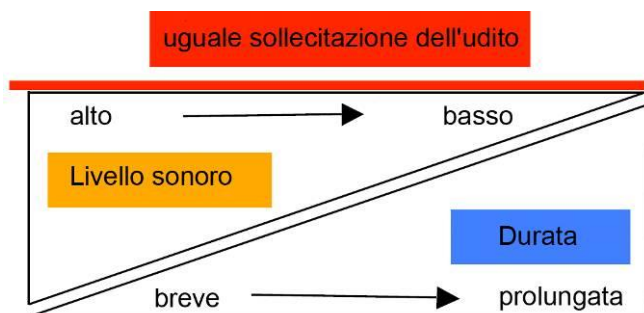 uguale sollecitazione dell'udito
alto basso
Livello sonoro
Durata
breve prolungata